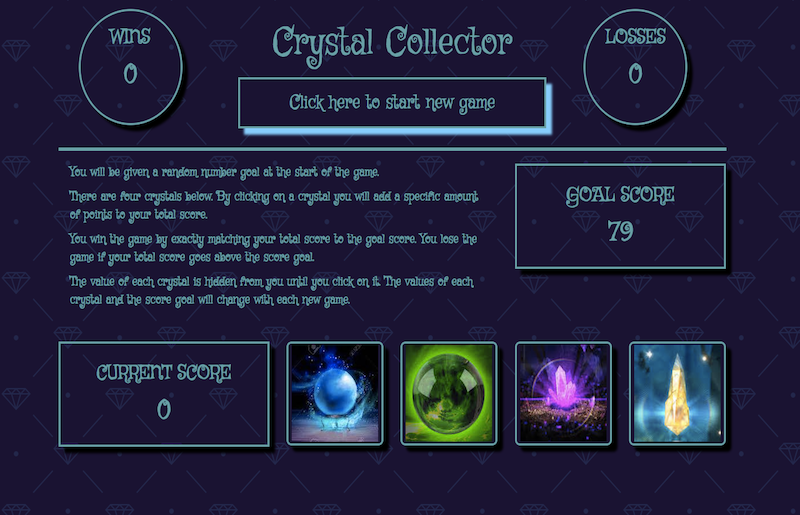 WINS
0
Crystal Collector
LOSSES
0
Click here to start new game
You will be given a random number goal at the start of the game.
There are four crystals below. By clicking on a crystal you will add a specific amount
of points to your total score.
You win the game by exactly matching your total score to the goal score. You lose the
game if your total score goes above the score goal.
The value of each crystal is hidden from you until you click on it. The values of each
crystal and the score goal will change with each new game.
GOAL SCORE
79
CURRENT SCORE
0